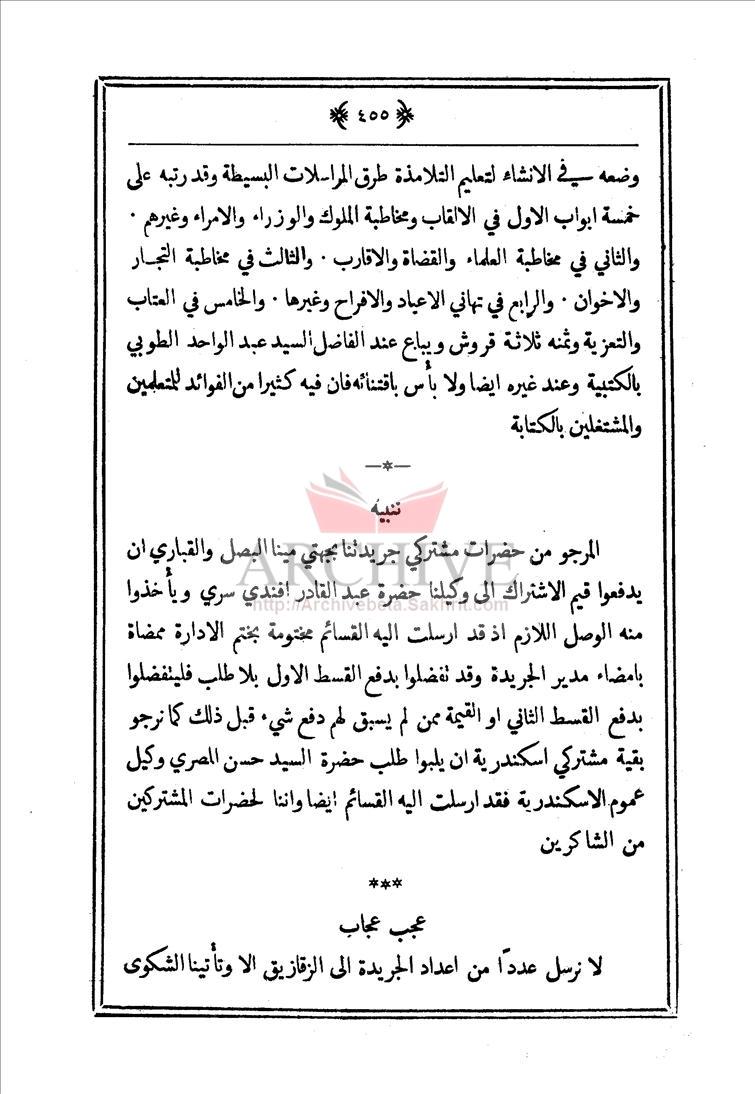 ﴿ ٤٥٥ ﴾
وضعه في الانشاء لتعليم التلامذة طرق المراسلات البسيطة وقد رتبه على
خمسة ابواب الاول في الالقاب ومخاطبة الملوك والوزراء والامراء وغيرهم ·
والثاني في مخاطبة العلماء والقضاة والاقارب · والثالث في مخاطبة التجار
والاخوان · والرابع في تهاني الاعياد والافراح وغيرها · والخامس في العتاب
والتعزية وثمنه ثلاثة قروش ويباع عند الفاضل السيد عبد الواحد الطوبي
بالكتبية وعند غيره ايضا ولا بأس باقتنائه فان فيه كثيرا من الفوائد للمتعلمين
والمشتغلين بالكتابة
—*—
تنبيه
المرجو من حضرات مشتركي جريدتنا بجهتي مينا البصل والقباري ان
ARCHIVE
يدفعوا قيم الاشتراك الى وكيلنا حضرة عبد القادر افندي سري ويأخذوا
http://Archivebeta.Sakhrit.com
منه الوصل اللازم اذ قد ارسلت اليه القسائم مختومة بختم الادارة ممضاة
بامضاء مدير الجريدة وقد تفضلوا بدفع القسط الاول بلا طلب فليتفضلوا
بدفع القسط الثاني او القيمة ممن لم يسبق لهم دفع شيء قبل ذلك كما نرجو
بقية مشتركي اسكندرية ان يلبوا طلب حضرة السيد حسن المصري وكيل
عموم الاسكندرية فقد ارسلت اليه القسائم ايضا واننا لحضرات المشتركين
من الشاكرين
***
عجب عجاب
لا نرسل عددًا من اعداد الجريدة الى الزقازيق الا وتأتينا الشكوى